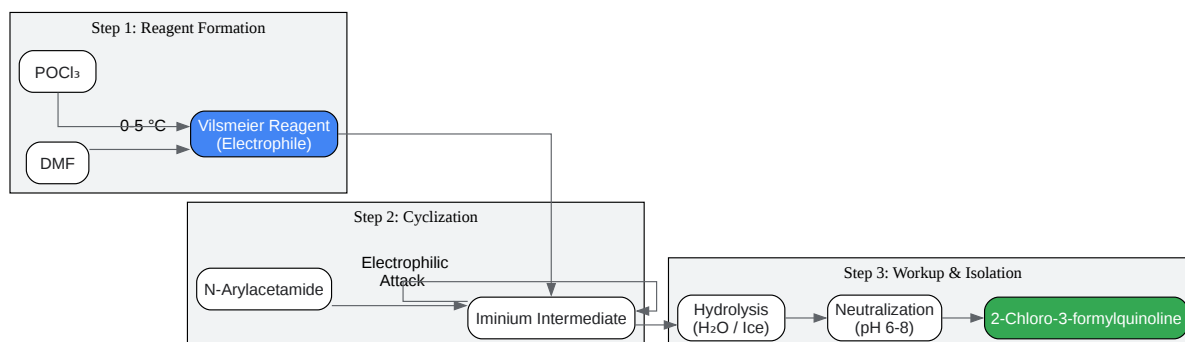 Step 1: Reagent Formation
POCl₃
0-5 °C
Vilsmeier Reagent
(Electrophile)
DMF
Step 2: Cyclization
Electrophilic
Attack
N-Arylacetamide
Iminium Intermediate
Step 3: Workup & Isolation
Hydrolysis
(H₂O / Ice)
Neutralization
(pH 6-8)
2-Chloro-3-formylquinoline